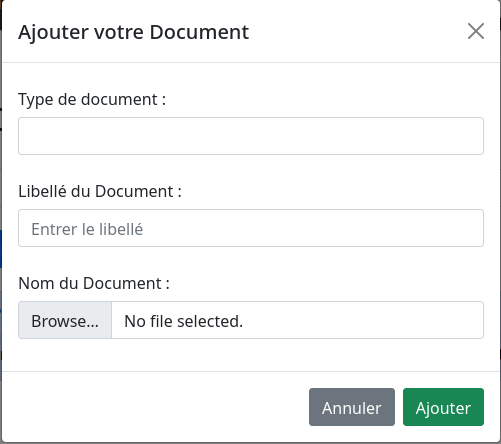 Ajouter votre Document
Type de document :
Libellé du Document :
Entrer le libellé
Nom du Document :
Browse... No file selected.
Annuler Ajouter